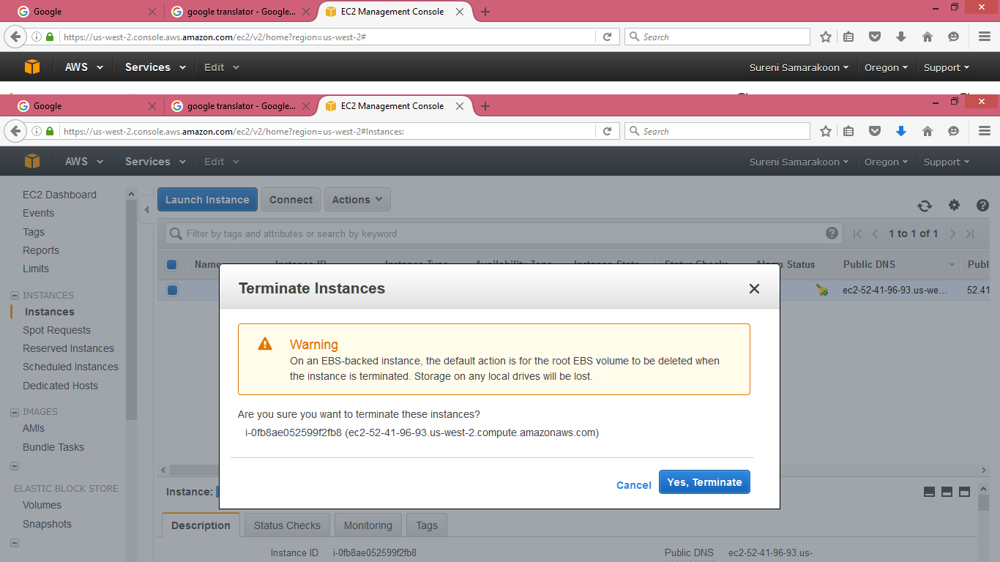 Google
google translator - Google...
EC2 Management Console
https://us-west-2.console.aws.amazon.com/ec2/v2/home?region=us-west-2#
Search
AWS
Services
Edit
Sureni Samarakoon
Oregon
Support
Google
google translator - Google...
EC2 Management Console
https://us-west-2.console.aws.amazon.com/ec2/v2/home?region=us-west-2#Instances:
Search
AWS
Services
Edit
Sureni Samarakoon
Oregon
Support
EC2 Dashboard
Events
Tags
Reports
Limits
INSTANCES
Instances
Spot Requests
Reserved Instances
Scheduled Instances
Dedicated Hosts
IMAGES
AMIs
Bundle Tasks
ELASTIC BLOCK STORE
Volumes
Snapshots
Launch Instance
Connect
Actions
Filter by tags and attributes or search by keyword
1 to 1 of 1
Name
Instance ID
Instance Type
Availability Zone
Instance State
Status Checks
Alarm Status
Public DNS
Publ
ec2-52-41-96-93.us-we...
52.41
Terminate Instances
Warning
On an EBS-backed instance, the default action is for the root EBS volume to be deleted when
the instance is terminated. Storage on any local drives will be lost.
Are you sure you want to terminate these instances?
i-0fb8ae052599f2fb8 (ec2-52-41-96-93.us-west-2.compute.amazonaws.com)
Cancel
Yes, Terminate
Instance:
Description
Status Checks
Monitoring
Tags
Instance ID
i-0fb8ae052599f2fb8
Public DNS
ec2-52-41-96-93.us-